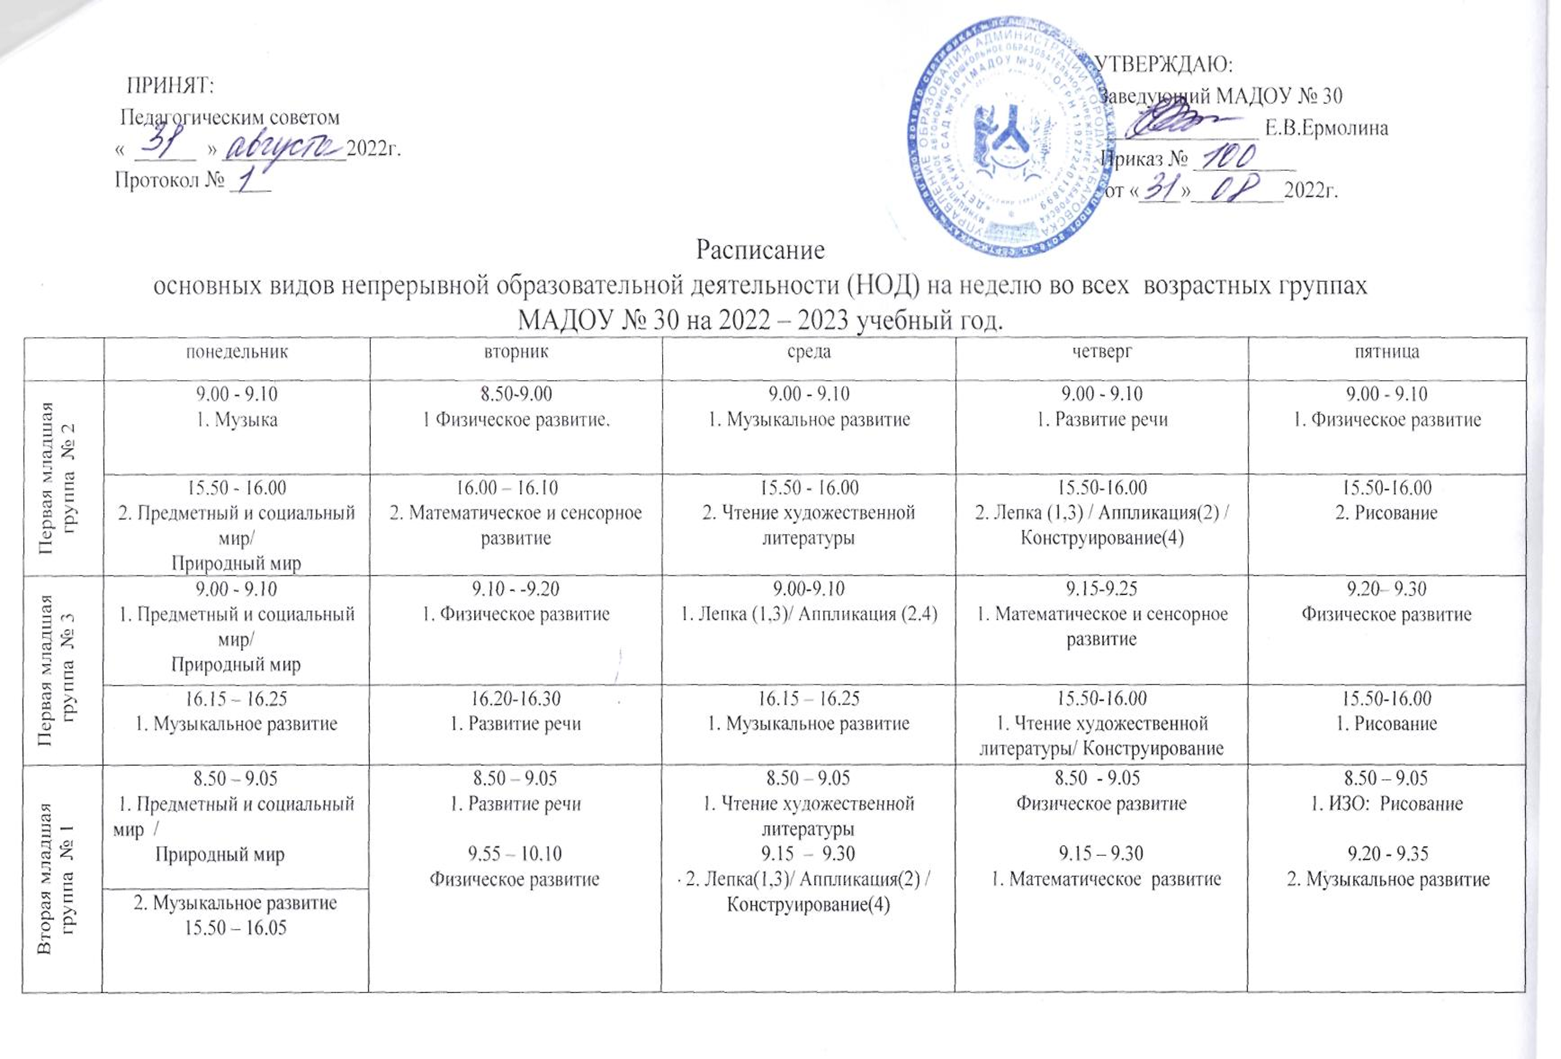 ПРИНЯТ:
Педагогическим советом
« 31 » августа 2022г.
Протокол № 1
УТВЕРЖДАЮ:
Заведующий МАДОУ № 30
Е.В.Ермолина
Приказ № 100
от « 31 » 08 2022г.
Расписание
основных видов непрерывной образовательной деятельности (НОД) на неделю во всех возрастных группах
МАДОУ № 30 на 2022 – 2023 учебный год.
понедельник вторник среда четверг пятница
Первая младшая
группа № 2
9.00 - 9.10
1. Музыка
8.50-9.00
1 Физическое развитие.
9.00 - 9.10
1. Музыкальное развитие
9.00 - 9.10
1. Развитие речи
9.00 - 9.10
1. Физическое развитие
15.50 - 16.00
2. Предметный и социальный
мир/
Природный мир
16.00 – 16.10
2. Математическое и сенсорное
развитие
15.50 - 16.00
2. Чтение художественной
литературы
15.50-16.00
2. Лепка (1,3) / Аппликация(2) /
Конструирование(4)
15.50-16.00
2. Рисование
Первая младшая
группа № 3
9.00 - 9.10
1. Предметный и социальный
мир/
Природный мир
9.10 - -9.20
1. Физическое развитие
9.00-9.10
1. Лепка (1,3)/ Аппликация (2.4)
9.15-9.25
1. Математическое и сенсорное
развитие
9.20– 9.30
Физическое развитие
16.15 – 16.25
1. Музыкальное развитие
16.20-16.30
1. Развитие речи
16.15 – 16.25
1. Музыкальное развитие
15.50-16.00
1. Чтение художественной
литературы/ Конструирование
15.50-16.00
1. Рисование
Вторая младшая
группа № 1
8.50 – 9.05
1. Предметный и социальный
мир /
Природный мир
2. Музыкальное развитие
15.50 – 16.05
8.50 – 9.05
1. Развитие речи
9.55 – 10.10
Физическое развитие
8.50 – 9.05
1. Чтение художественной
литературы
9.15 – 9.30
2. Лепка(1,3)/ Аппликация(2) /
Конструирование(4)
8.50 - 9.05
Физическое развитие
9.15 – 9.30
1. Математическое развитие
8.50 – 9.05
1. ИЗО: Рисование
9.20 - 9.35
2. Музыкальное развитие